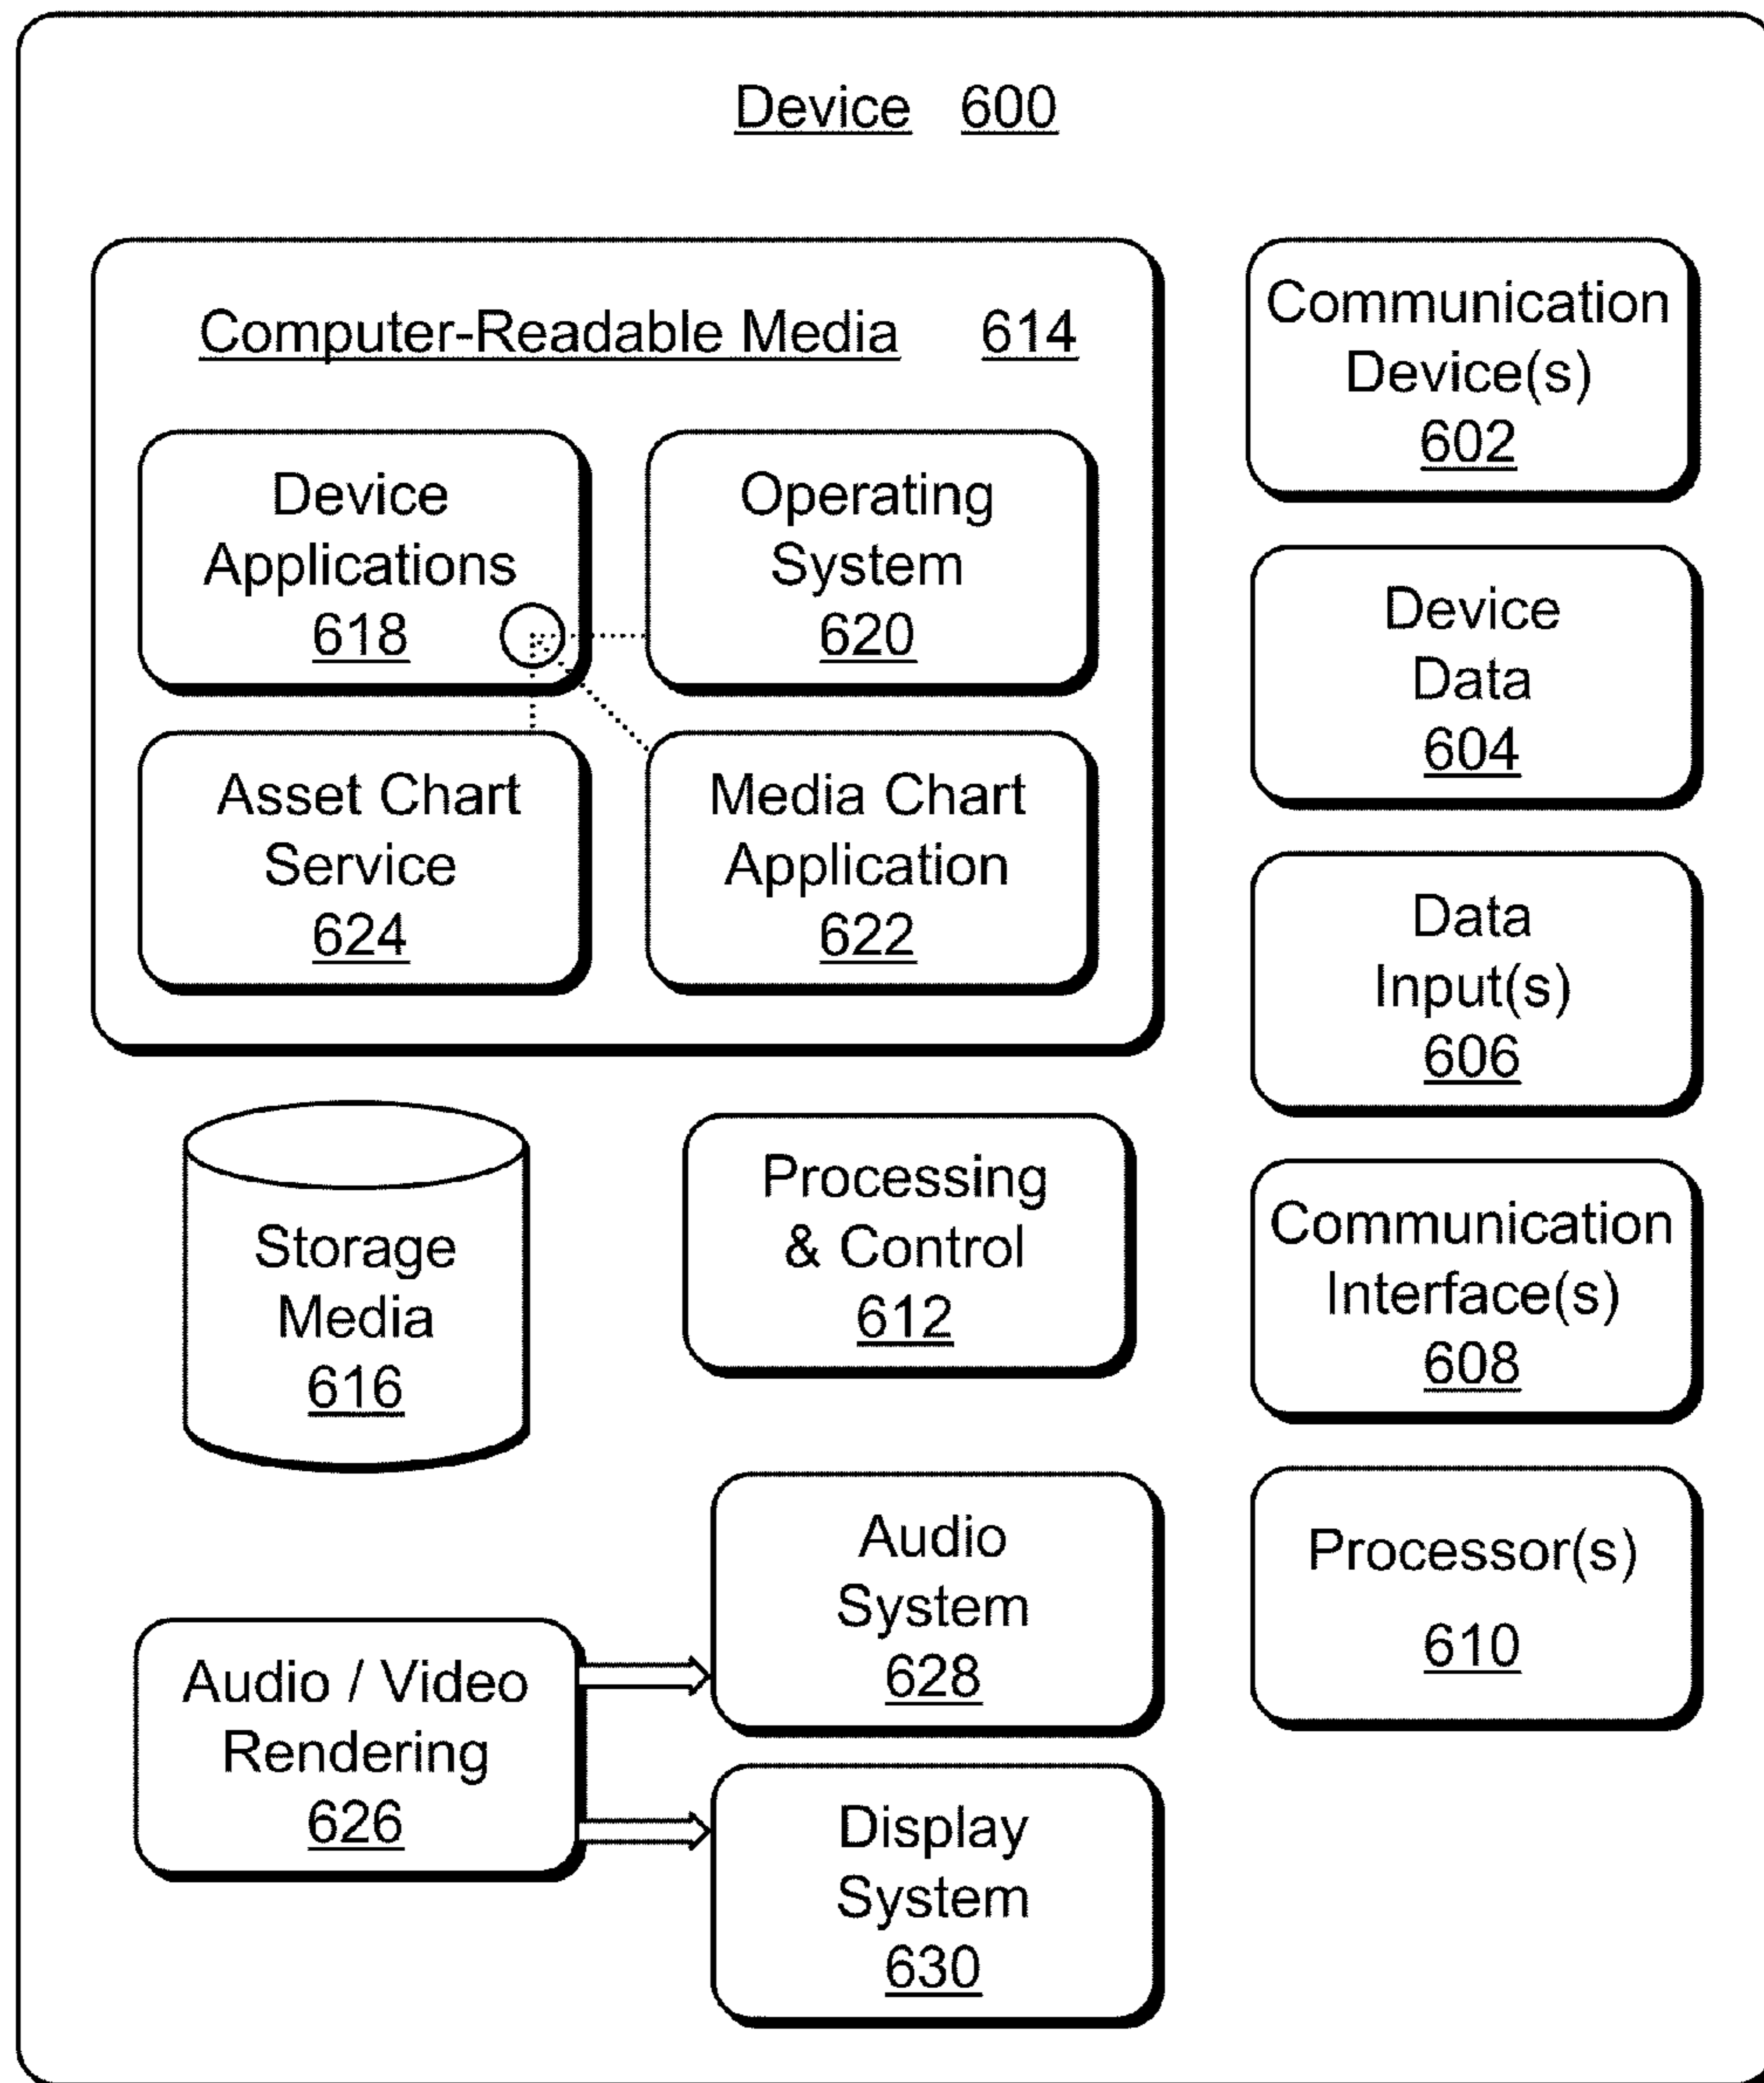 Device 600
Computer-Readable Media 614
Device
Applications
618
Operating
System
620
Asset Chart
Service
624
Media Chart
Application
622
Storage
Media
616
Processing
& Control
612
Audio / Video
Rendering
626
Audio
System
628
Display
System
630
Communication
Device(s)
602
Device
Data
604
Data
Input(s)
606
Communication
Interface(s)
608
Processor(s)
610